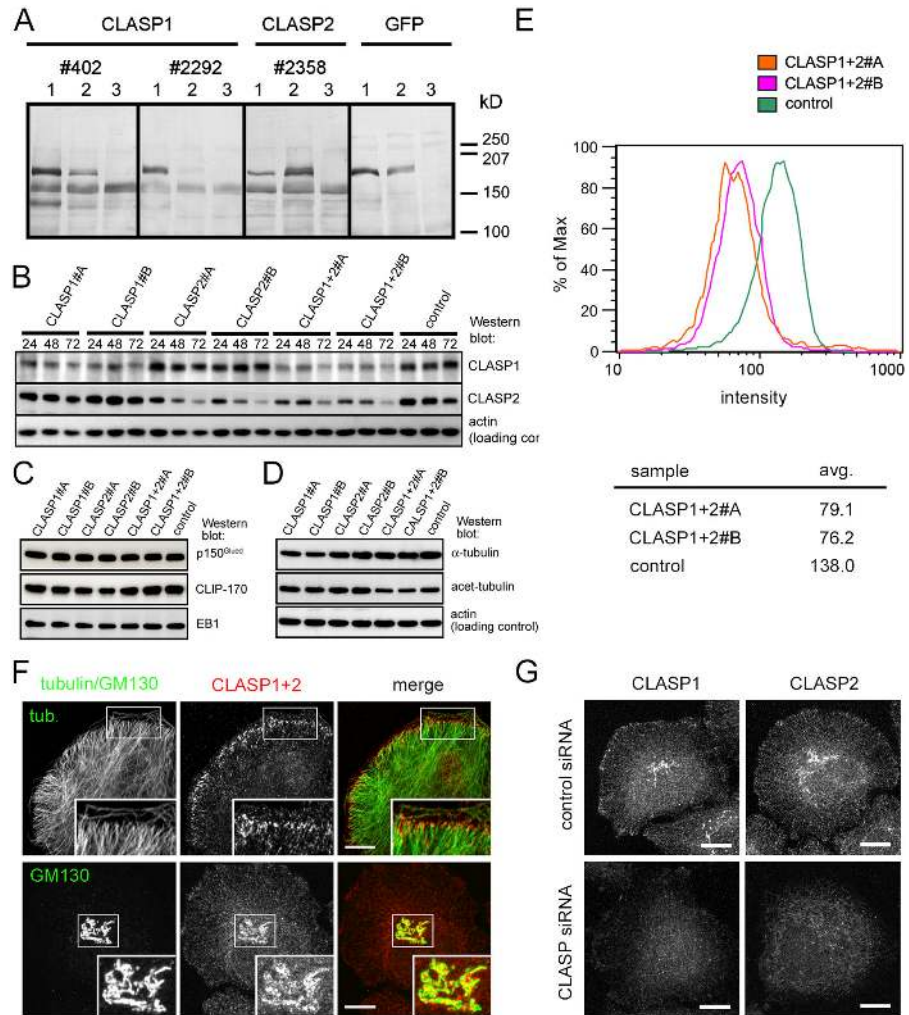 A
CLASP1 CLASP2 GFP
#402 #2292 #2358
1 2 3 1 2 3 1 2 3 1 2 3 kD
250
207
150
100
B
CLASP1#A CLASP1#B CLASP2#A CLASP2#B CLASP1+2#A CLASP1+2#B control
24 48 72 24 48 72 24 48 72 24 48 72 24 48 72 24 48 72 24 48 72
Western blot:
CLASP1
CLASP2
actin
(loading cor
C
CLASP1#A CLASP1#B CLASP2#A CLASP2#B CLASP1+2#A CLASP1+2#B control
Western blot:
p150Glued
CLIP-170
EB1
D
CLASP1#A CLASP1#B CLASP2#A CLASP2#B CLASP1+2#A CALSP1+2#B control
Western blot:
α-tubulin
acet-tubulin
actin
(loading control)
E
CLASP1+2#A
CLASP1+2#B
control
% of Max
100
80
60
40
20
0
10 100 1000
intensity
sample avg.
CLASP1+2#A 79.1
CLASP1+2#B 76.2
control 138.0
F
tubulin/GM130 CLASP1+2 merge
tub.
GM130
G
CLASP1 CLASP2
control siRNA
CLASP siRNA